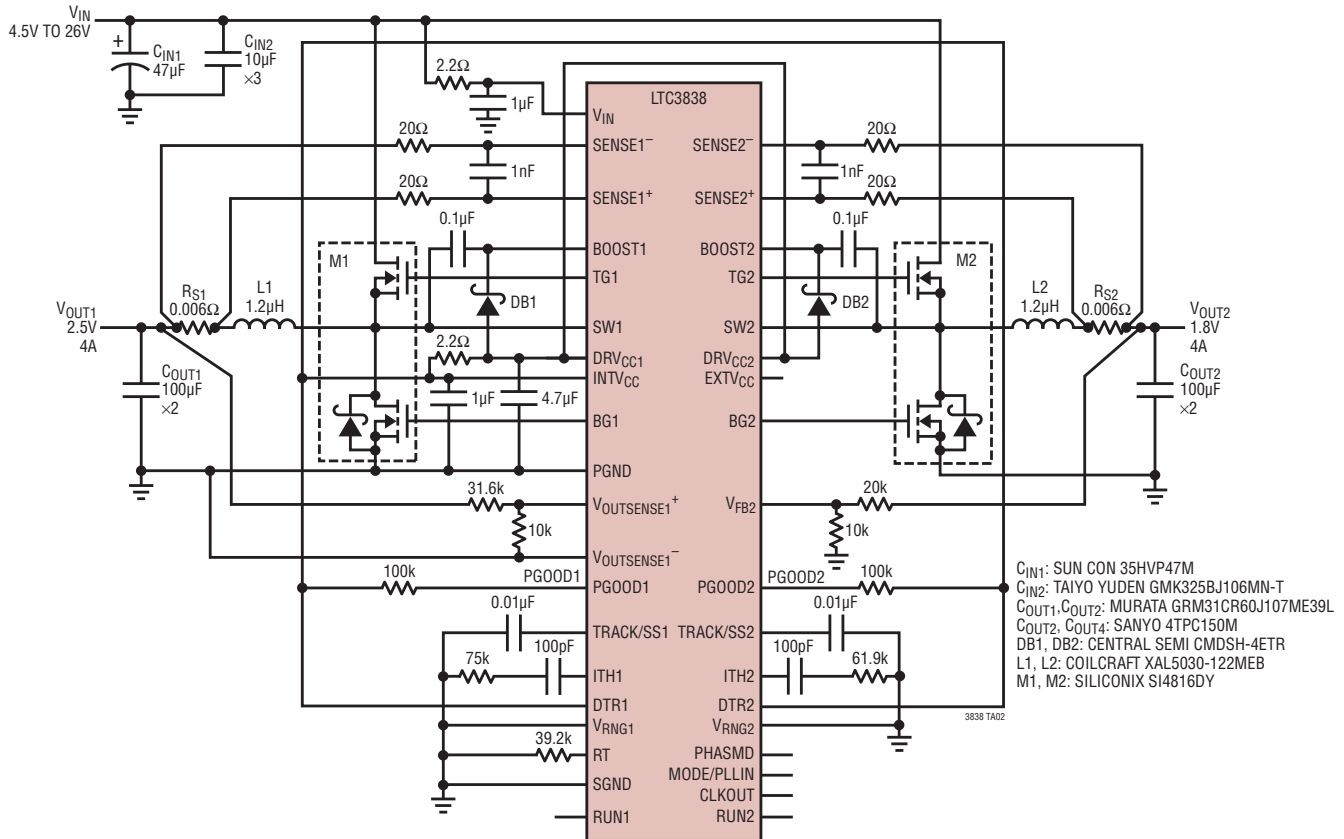 VIN
4.5V TO 26V
CIN1
47µF
+
CIN2
10µF
×3
2.2Ω
1µF
LTC3838
VIN
20Ω
SENSE1−
SENSE2−
20Ω
1nF
1nF
20Ω
SENSE1+
SENSE2+
20Ω
0.1µF
0.1µF
BOOST1
BOOST2
M1
M2
TG1
TG2
DB1
DB2
RS1
0.006Ω
L1
1.2µH
L2
1.2µH
RS2
0.006Ω
VOUT1
2.5V
4A
SW1
SW2
VOUT2
1.8V
4A
2.2Ω
DRVCC1
DRVCC2
INTVCC
EXTVCC
COUT1
100µF
×2
1µF
4.7µF
COUT2
100µF
×2
BG1
BG2
PGND
31.6k
VOUTSENSE1+
VFB2
20k
10k
10k
VOUTSENSE1−
100k
PGOOD1
PGOOD1
PGOOD2
PGOOD2
100k
0.01µF
0.01µF
TRACK/SS1
TRACK/SS2
75k
100pF
100pF
61.9k
ITH1
ITH2
DTR1
DTR2
3838 TA02
VRNG1
VRNG2
39.2k
RT
PHASMD
MODE/PLLIN
SGND
CLKOUT
RUN1
RUN2
CIN1: SUN CON 35HVP47M
CIN2: TAIYO YUDEN GMK325BJ106MN-T
COUT1, COUT2: MURATA GRM31CR60J107ME39L
COUT2, COUT4: SANYO 4TPC150M
DB1, DB2: CENTRAL SEMI CMDSH-4ETR
L1, L2: COILCRAFT XAL5030-122MEB
M1, M2: SILICONIX SI4816DY